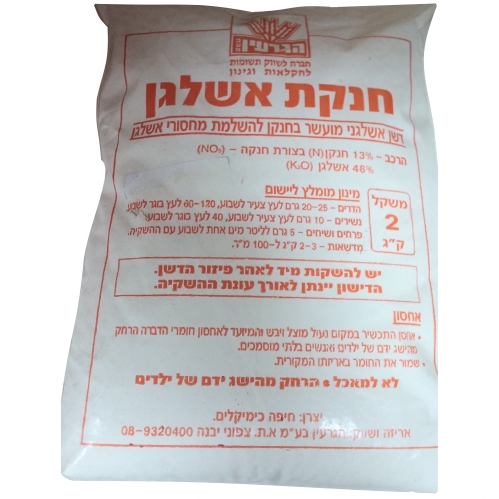 הגרעין
חברה לשווק תשומות
לחקלאות וגינון
חנקת אשלגן
דשן אשלגני מועשר בחנקן להשלמת מחסורי אשלגן
הרכב - 13% חנקן (N) בצורת חנקה - (NO₃)
46% אשלגן (K₂O)
מינון מומלץ ליישום
הדרים - 20-25 גרם לעץ צעיר לשבוע, 60-120 לעץ בוגר לשבוע
נשירים - 10 גרם לעץ צעיר לשבוע, 40 לעץ בוגר לשבוע.
פרחים ושיחים - 5 גרם לליטר מים אחת לשבוע עם ההשקיה.
מדשאות - 2-3 ק"ג ל-100 מ"ר.
משקל
2
ק"ג
יש להשקות מיד לאחר פיזור הדשן.
הדישון יינתן לאורך עונת ההשקיה.
אחסון
• אחסן התכשיר במקום נעול מוצל ויבש והמיועד לאחסון חומרי הדברה הרחק
מהישג ידם של ילדים ואנשים בלתי מוסמכים.
• שמור את החומר באריזתו המקורית.
לא למאכל • הרחק מהישג ידם של ילדים
יצרן: חיפה כימיקלים.
אריזה ושווק: הגרעין בע"מ א.ת. צפוני יבנה 08-9320400